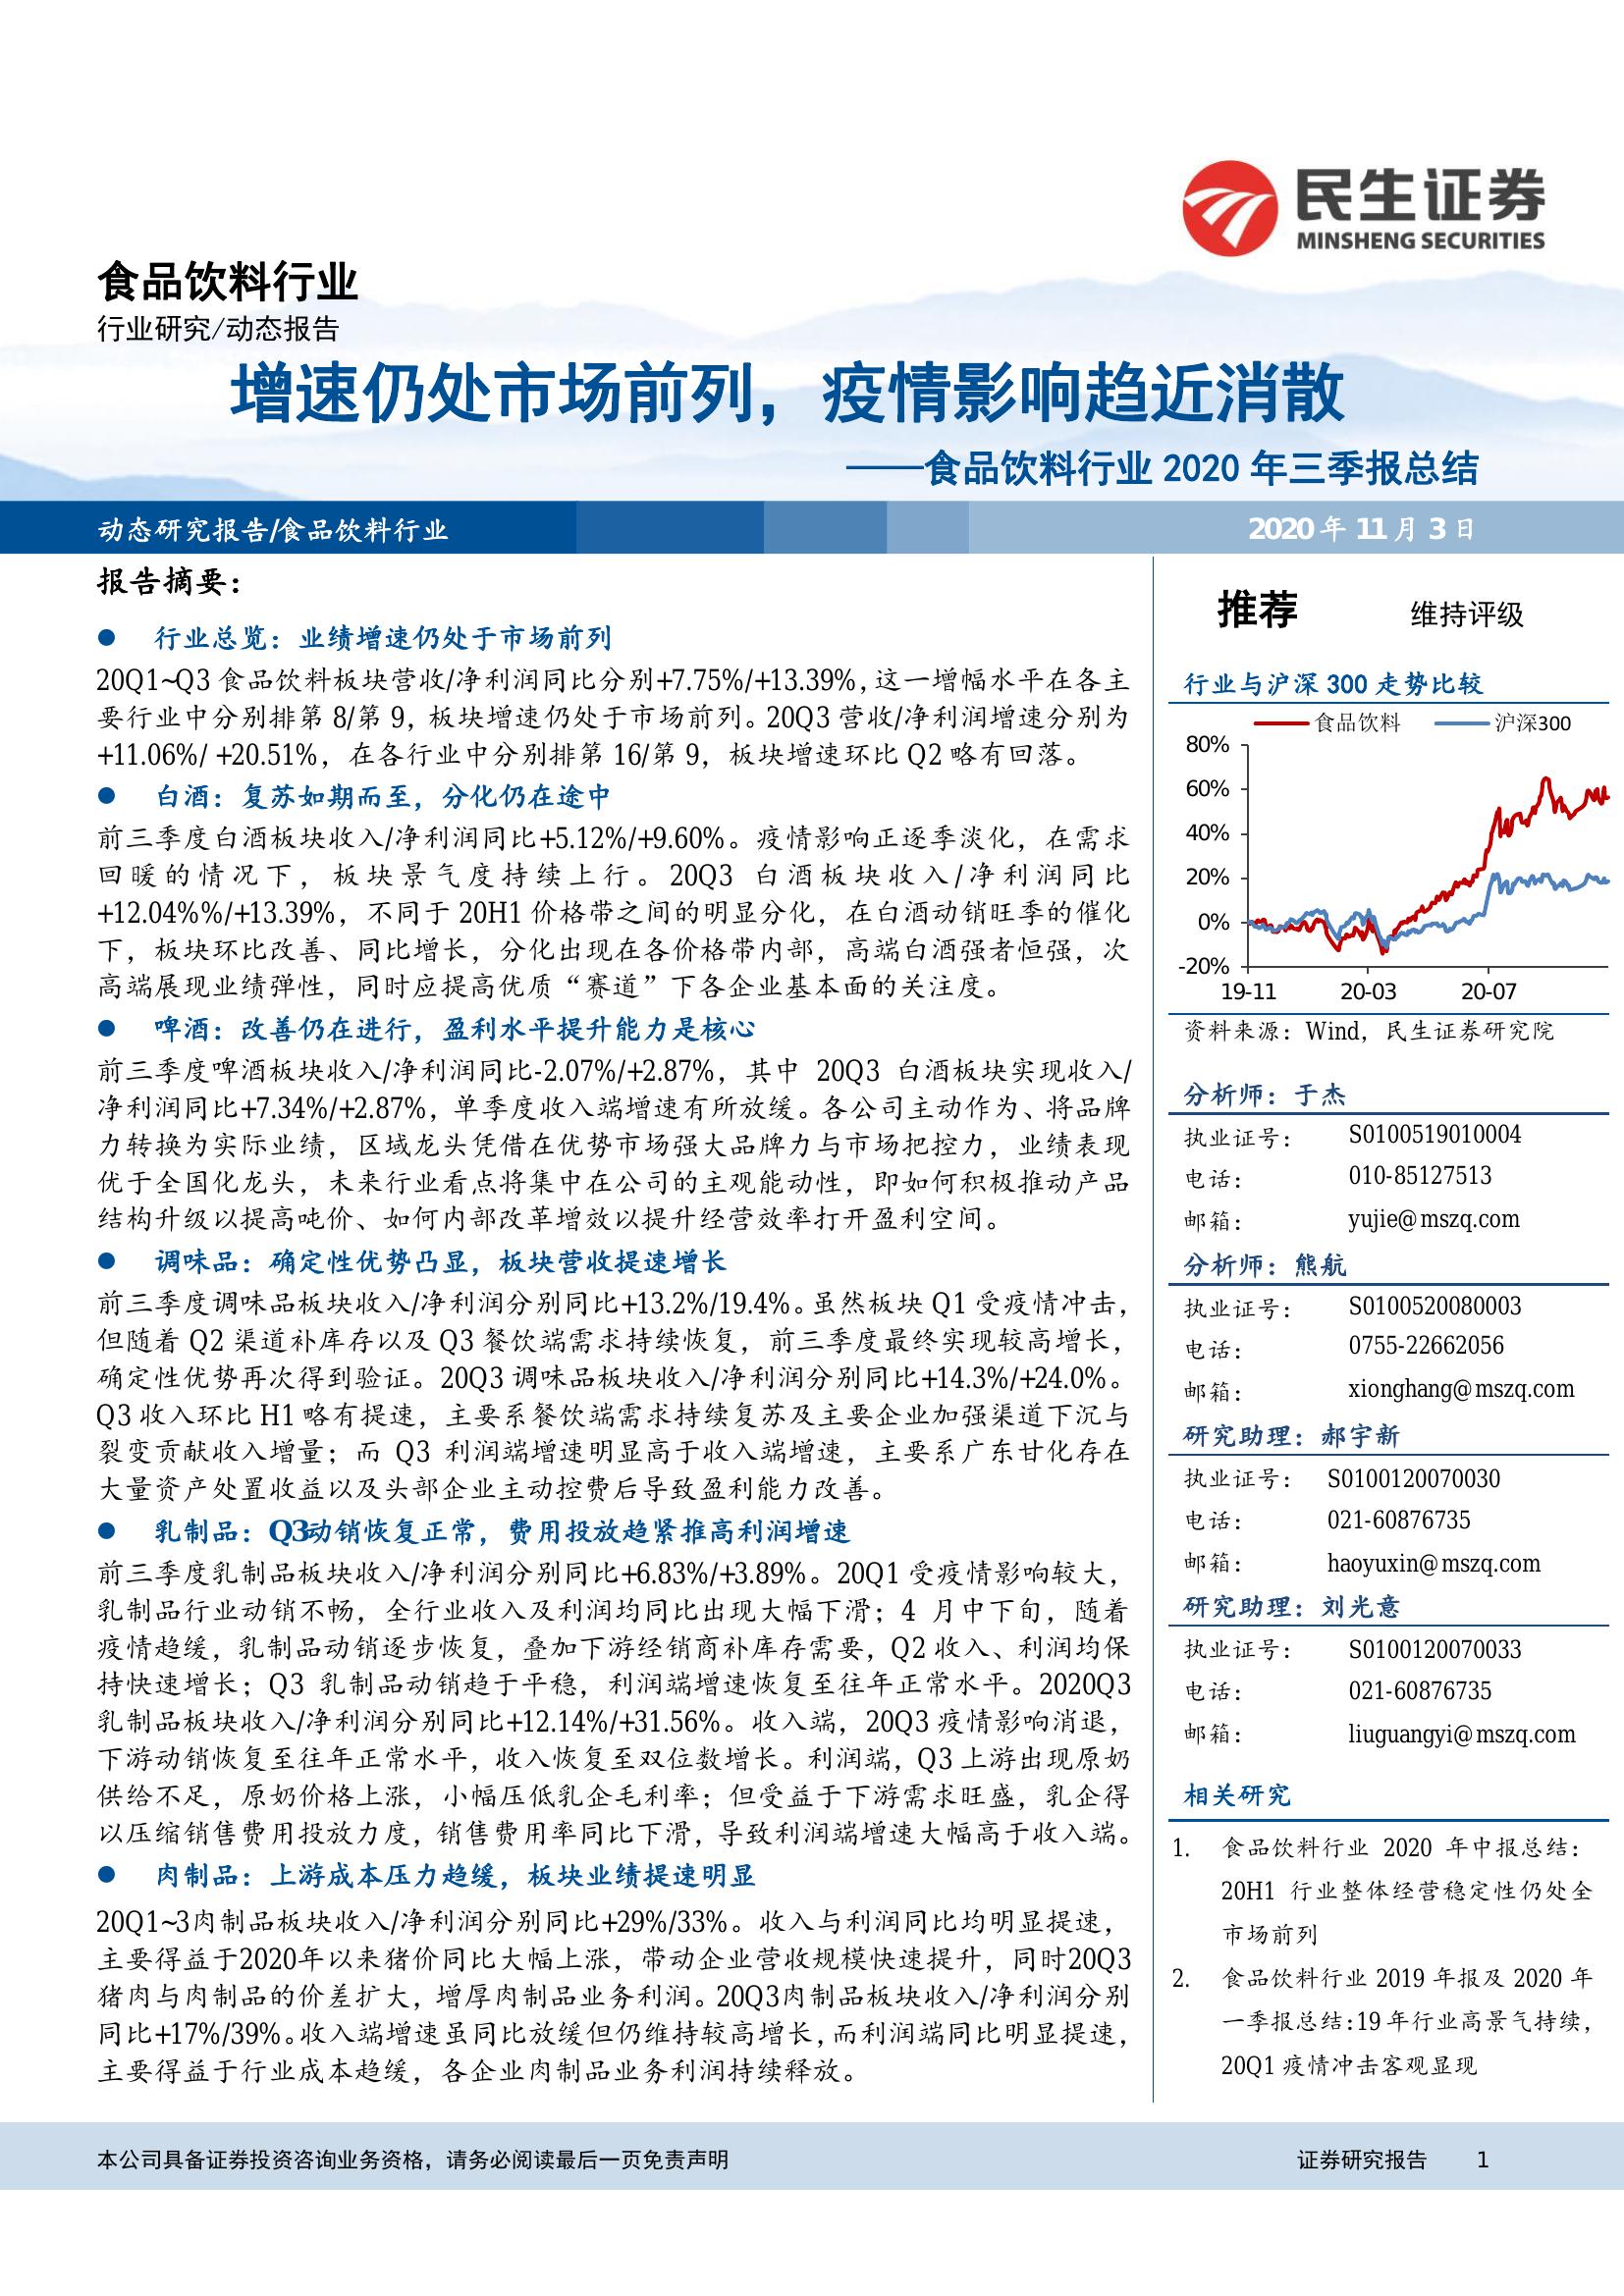 民生证券
MINSHENG SECURITIES
食品饮料行业
行业研究/动态报告
增速仍处市场前列，疫情影响趋近消散
——食品饮料行业 2020 年三季报总结
动态研究报告/食品饮料行业
2020 年 11 月 3 日
报告摘要：
● 行业总览：业绩增速仍处于市场前列
20Q1~Q3 食品饮料板块营收/净利润同比分别+7.75%/+13.39%，这一增幅水平在各主
要行业中分别排第 8/第 9，板块增速仍处于市场前列。20Q3 营收/净利润增速分别为
+11.06%/ +20.51%，在各行业中分别排第 16/第 9，板块增速环比 Q2 略有回落。
● 白酒：复苏如期而至，分化仍在途中
前三季度白酒板块收入/净利润同比+5.12%/+9.60%。疫情影响正逐季淡化，在需求
回暖的情况下，板块景气度持续上行。20Q3 白酒板块收入/净利润同比
+12.04%%/+13.39%，不同于 20H1 价格带之间的明显分化，在白酒动销旺季的催化
下，板块环比改善、同比增长，分化出现在各价格带内部，高端白酒强者恒强，次
高端展现业绩弹性，同时应提高优质“赛道”下各企业基本面的关注度。
● 啤酒：改善仍在进行，盈利水平提升能力是核心
前三季度啤酒板块收入/净利润同比-2.07%/+2.87%，其中 20Q3 白酒板块实现收入/
净利润同比+7.34%/+2.87%，单季度收入端增速有所放缓。各公司主动作为、将品牌
力转换为实际业绩，区域龙头凭借在优势市场强大品牌力与市场把控力，业绩表现
优于全国化龙头，未来行业看点将集中在公司的主观能动性，即如何积极推动产品
结构升级以提高吨价、如何内部改革增效以提升经营效率打开盈利空间。
● 调味品：确定性优势凸显，板块营收提速增长
前三季度调味品板块收入/净利润分别同比+13.2%/19.4%。虽然板块 Q1 受疫情冲击，
但随着 Q2 渠道补库存以及 Q3 餐饮端需求持续恢复，前三季度最终实现较高增长，
确定性优势再次得到验证。20Q3 调味品板块收入/净利润分别同比+14.3%/+24.0%。
Q3 收入环比 H1 略有提速，主要系餐饮端需求持续复苏及主要企业加强渠道下沉与
裂变贡献收入增量；而 Q3 利润端增速明显高于收入端增速，主要系广东甘化存在
大量资产处置收益以及头部企业主动控费后导致盈利能力改善。
● 乳制品：Q3动销恢复正常，费用投放趋紧推高利润增速
前三季度乳制品板块收入/净利润分别同比+6.83%/+3.89%。20Q1 受疫情影响较大，
乳制品行业动销不畅，全行业收入及利润均同比出现大幅下滑；4 月中下旬，随着
疫情趋缓，乳制品动销逐步恢复，叠加下游经销商补库存需要，Q2 收入、利润均保
持快速增长；Q3 乳制品动销趋于平稳，利润端增速恢复至往年正常水平。2020Q3
乳制品板块收入/净利润分别同比+12.14%/+31.56%。收入端，20Q3 疫情影响消退，
下游动销恢复至往年正常水平，收入恢复至双位数增长。利润端，Q3 上游出现原奶
供给不足，原奶价格上涨，小幅压低乳企毛利率；但受益于下游需求旺盛，乳企得
以压缩销售费用投放力度，销售费用率同比下滑，导致利润端增速大幅高于收入端。
● 肉制品：上游成本压力趋缓，板块业绩提速明显
20Q1~3肉制品板块收入/净利润分别同比+29%/33%。收入与利润同比均明显提速，
主要得益于2020年以来猪价同比大幅上涨，带动企业营收规模快速提升，同时20Q3
猪肉与肉制品的价差扩大，增厚肉制品业务利润。20Q3肉制品板块收入/净利润分别
同比+17%/39%。收入端增速虽同比放缓但仍维持较高增长，而利润端同比明显提速，
主要得益于行业成本趋缓，各企业肉制品业务利润持续释放。
推荐 维持评级
行业与沪深 300 走势比较
食品饮料 沪深300
80%
60%
40%
20%
0%
-20%
19-11 20-03 20-07
资料来源：Wind，民生证券研究院
分析师：于杰
执业证号： S0100519010004
电话： 010-85127513
邮箱： yujie@mszq.com
分析师：熊航
执业证号： S0100520080003
电话： 0755-22662056
邮箱： xionghang@mszq.com
研究助理：郝宇新
执业证号： S0100120070030
电话： 021-60876735
邮箱： haoyuxin@mszq.com
研究助理：刘光意
执业证号： S0100120070033
电话： 021-60876735
邮箱： liuguangyi@mszq.com
相关研究
1. 食品饮料行业 2020 年中报总结：
20H1 行业整体经营稳定性仍处全
市场前列
2. 食品饮料行业 2019 年报及 2020 年
一季报总结：19 年行业高景气持续，
20Q1 疫情冲击客观显现
本公司具备证券投资咨询业务资格，请务必阅读最后一页免责声明
证券研究报告 1